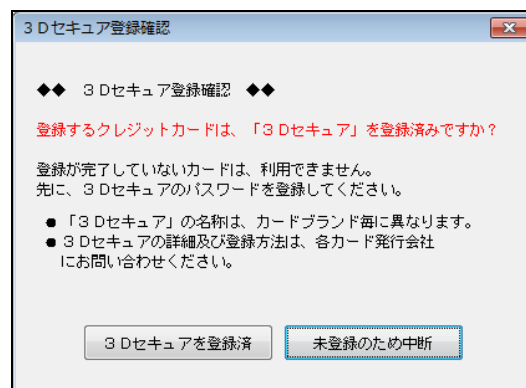 ３Ｄセキュア登録確認
◆◆　３Ｄセキュア登録確認　◆◆
登録するクレジットカードは、「３Ｄセキュア」を登録済みですか？
登録が完了していないカードは、利用できません。
先に、３Ｄセキュアのパスワードを登録してください。
●「３Ｄセキュア」の名称は、カードブランド毎に異なります。
●３Ｄセキュアの詳細及び登録方法は、各カード発行会社
にお問い合わせください。
３Ｄセキュアを登録済　未登録のため中断